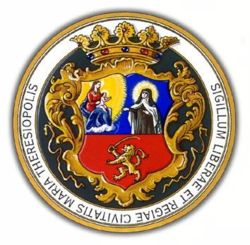 SIGILLUM LIBERAE ET REGIAE CIVITATIS MARIA THERESIOPOLIS